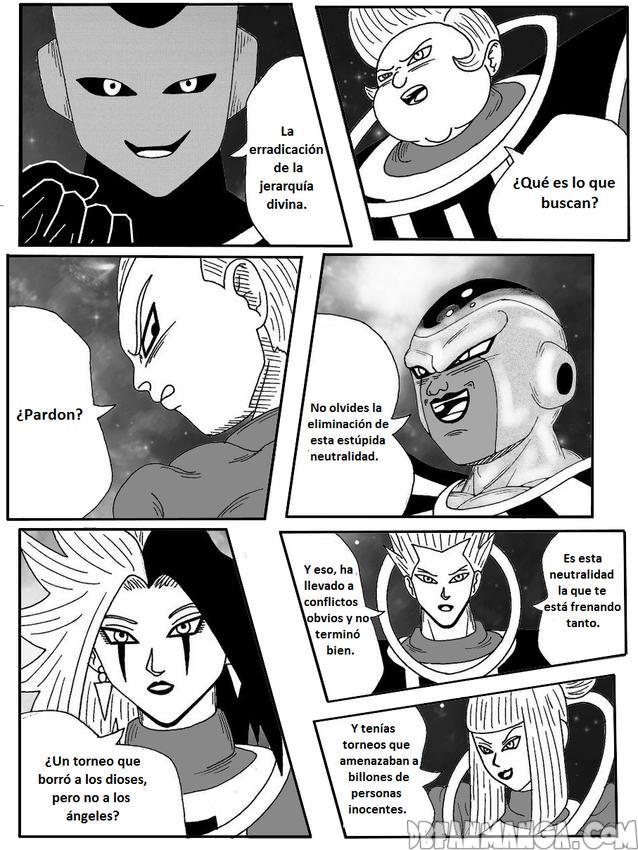 ¿Qué es lo que
buscan?
La
erradicación
de la
jerarquía
divina.
No olvides la
eliminación de
esta estúpida
neutralidad.
¿Pardon?
Es esta
neutralidad
la que te
está frenando
tanto.
Y eso, ha
llevado a
conflictos
obvios y no
terminó
bien.
Y tenías
torneos que
amenazaban a
billones de
personas
inocentes.
¿Un torneo que
borró a los dioses,
pero no a los
ángeles?
DBFANMANGA.COM